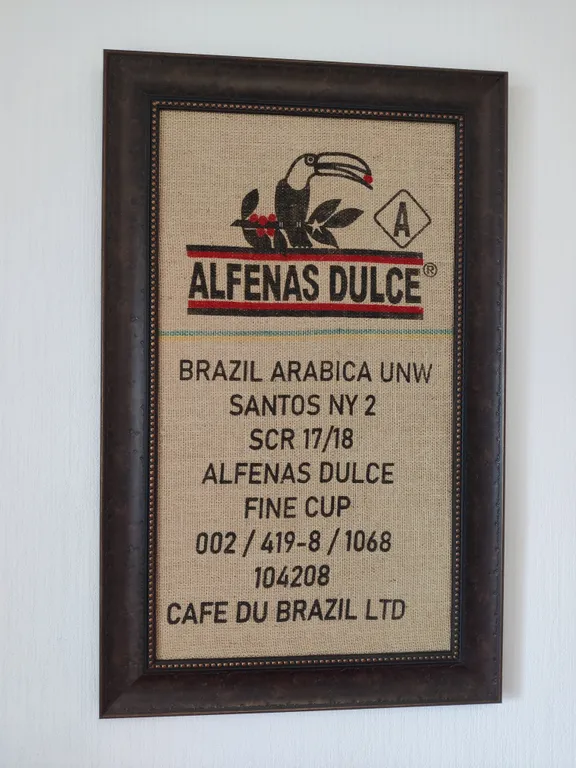 A
ALFENAS DULCE®
BRAZIL ARABICA UNW
SANTOS NY 2
SCR 17/18
ALFENAS DULCE
FINE CUP
002 / 419-8 / 1068
104208
CAFE DU BRAZIL LTD